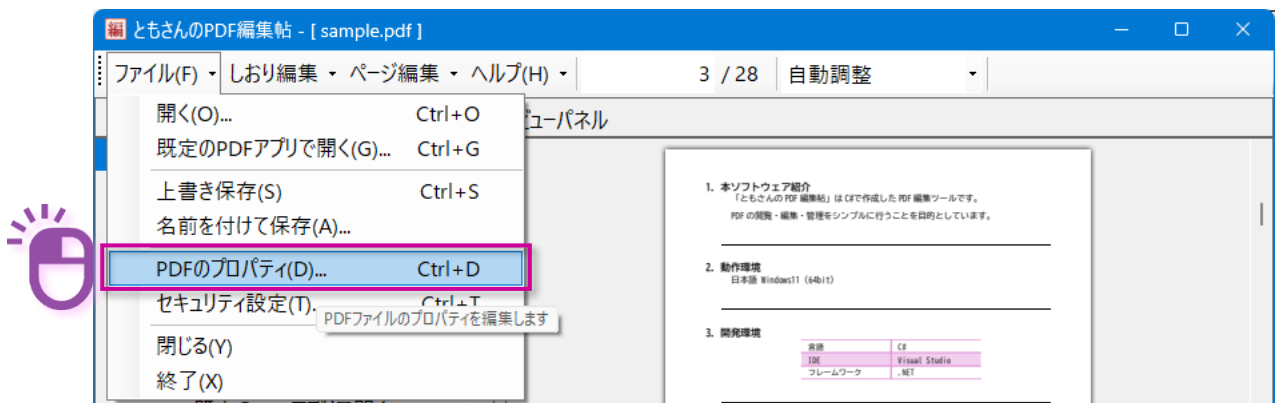 編 ともさんのPDF編集帖 - [ sample.pdf ]
ファイル(F) しおり編集 ページ編集 ヘルプ(H) 3 / 28 自動調整
開く(O)... Ctrl+O
ビューパネル
既定のPDFアプリで開く(G)... Ctrl+G
上書き保存(S) Ctrl+S
名前を付けて保存(A)...
PDFのプロパティ(D)... Ctrl+D
セキュリティ設定(T). Ctrl+T
PDFファイルのプロパティを編集します
閉じる(Y)
終了(X)
1. 本ソフトウェア紹介
「ともさんの PDF 編集帖」は C#で作成した PDF 編集ツールです。
PDF の閲覧・編集・管理をシンプルに行うことを目的としています。
2. 動作環境
日本語 Windows11 (64bit)
3. 開発環境
言語 C#
IDE Visual Studio
フレームワーク .NET